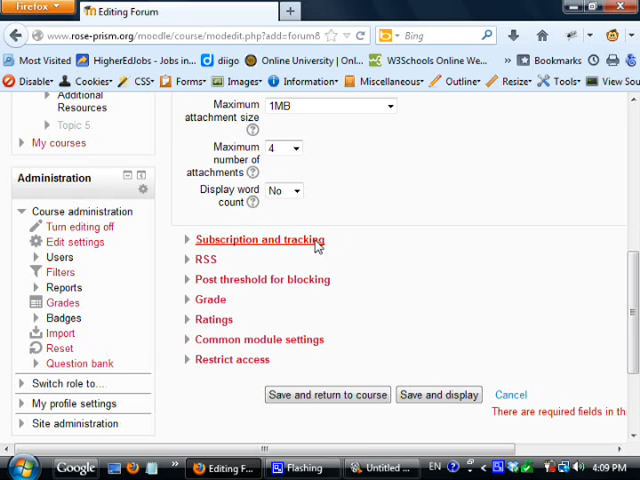 Firefox
Editing Forum
www.rose-prism.org/moodle/course/modedit.php?add=forum&
Bing
Most Visited
HigherEdJobs - Jobs in...
diigo
Online University | Onl...
W3Schools Online We...
Bookmarks
Disable
Cookies
CSS
Forms
Images
Information
Miscellaneous
Outline
Resize
Tools
View Source
Additional
Resources
Topic 5
My courses
Administration
Course administration
Turn editing off
Edit settings
Users
Filters
Reports
Grades
Badges
Import
Reset
Question bank
Switch role to...
My profile settings
Site administration
Maximum
attachment size
1MB
Maximum
number of
attachments
4
Display word
count
No
Subscription and tracking
RSS
Post threshold for blocking
Grade
Ratings
Common module settings
Restrict access
Save and return to course
Save and display
Cancel
There are required fields in th
Google
Editing F...
Flashing
Untitled ...
EN
4:09 PM